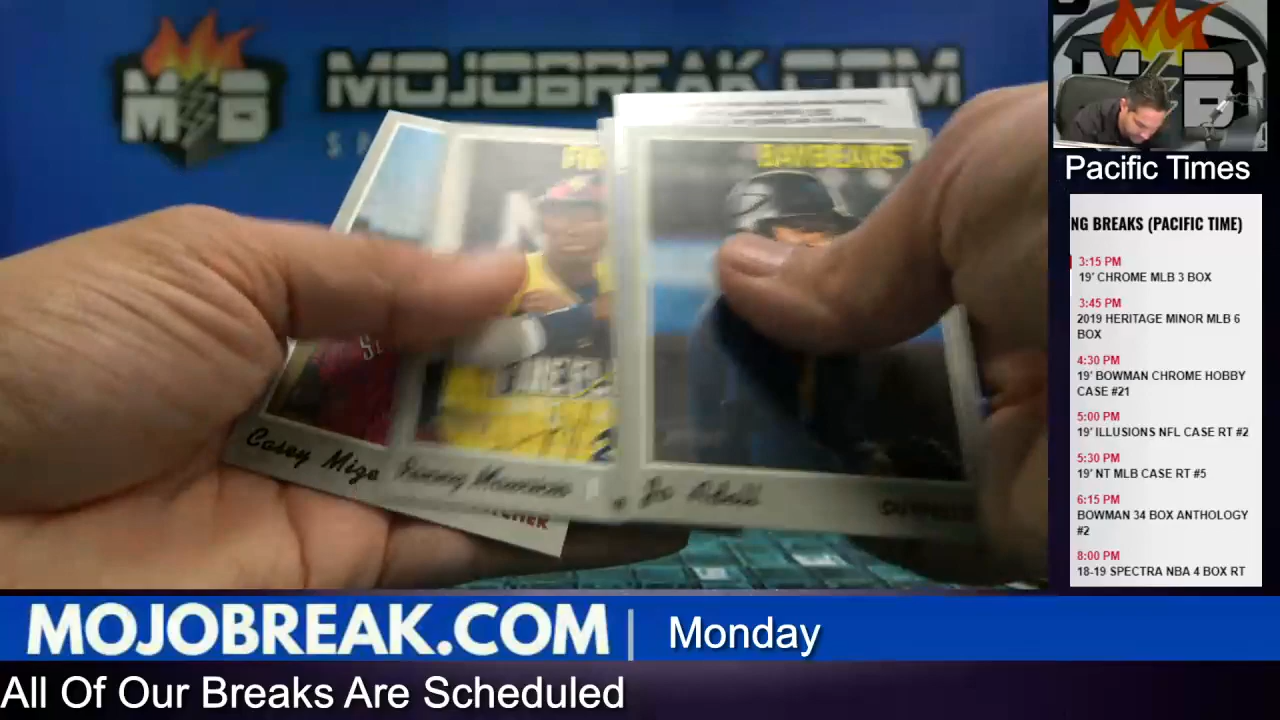 MOJOBREAK.COM
M B
BAYBEARS
Casey Mize
Jo Adell
Pacific Times
NG BREAKS (PACIFIC TIME)
3:15 PM
19' CHROME MLB 3 BOX
3:45 PM
2019 HERITAGE MINOR MLB 6
BOX
4:30 PM
19' BOWMAN CHROME HOBBY
CASE #21
5:00 PM
19' ILLUSIONS NFL CASE RT #2
5:30 PM
19' NT MLB CASE RT #5
6:15 PM
BOWMAN 34 BOX ANTHOLOGY
#2
8:00 PM
18-19 SPECTRA NBA 4 BOX RT
MOJOBREAK.COM | Monday
All Of Our Breaks Are Scheduled